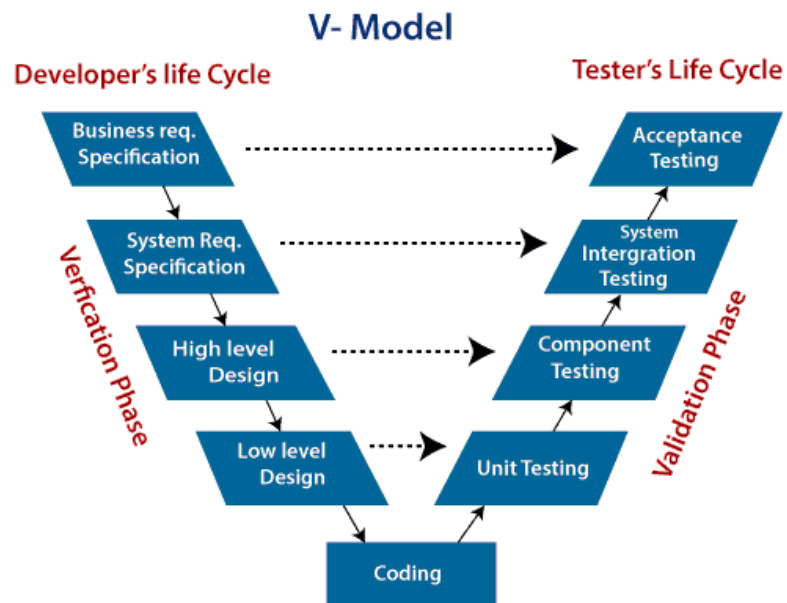 V- Model
Developer's life Cycle
Tester's Life Cycle
Business req.
Specification
Acceptance
Testing
System Req.
Specification
System
Intergration
Testing
Verfication Phase
High level
Design
Component
Testing
Validation Phase
Low level
Design
Unit Testing
Coding